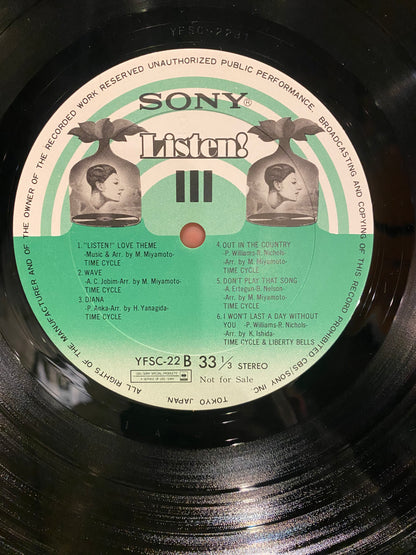 YFSC-22B1
ALL RIGHTS OF THE MANUFACTURER AND OF THE OWNER OF THE RECORDED WORK RESERVED UNAUTHORIZED PUBLIC PERFORMANCE, BROADCASTING AND COPYING OF THIS RECORD PROHIBITED CBS/SONY INC. TOKYO JAPAN
SONY®
Listen!
III
1. "LISTEN!" LOVE THEME
-Music & Arr. by M. Miyamoto-
TIME CYCLE
2. WAVE
-A. C. Jobim-Arr. by M. Miyamoto-
TIME CYCLE
3. DIANA
-P. Anka-Arr. by H. Yanagida-
TIME CYCLE
4. OUT IN THE COUNTRY
-P. Williams-R. Nichols-
-Arr. by M. Miyamoto-
TIME CYCLE
5. DON'T PLAY THAT SONG
-A. Ertegun-B. Nelson-
-Arr. by M. Miyamoto-
TIME CYCLE
6. I WON'T LAST A DAY WITHOUT
YOU -P. Williams-R. Nichols-
-Arr. by K. Ishida-
TIME CYCLE & LIBERTY BELLS
YFSC-22 B 33 1/3 STEREO
Not for Sale